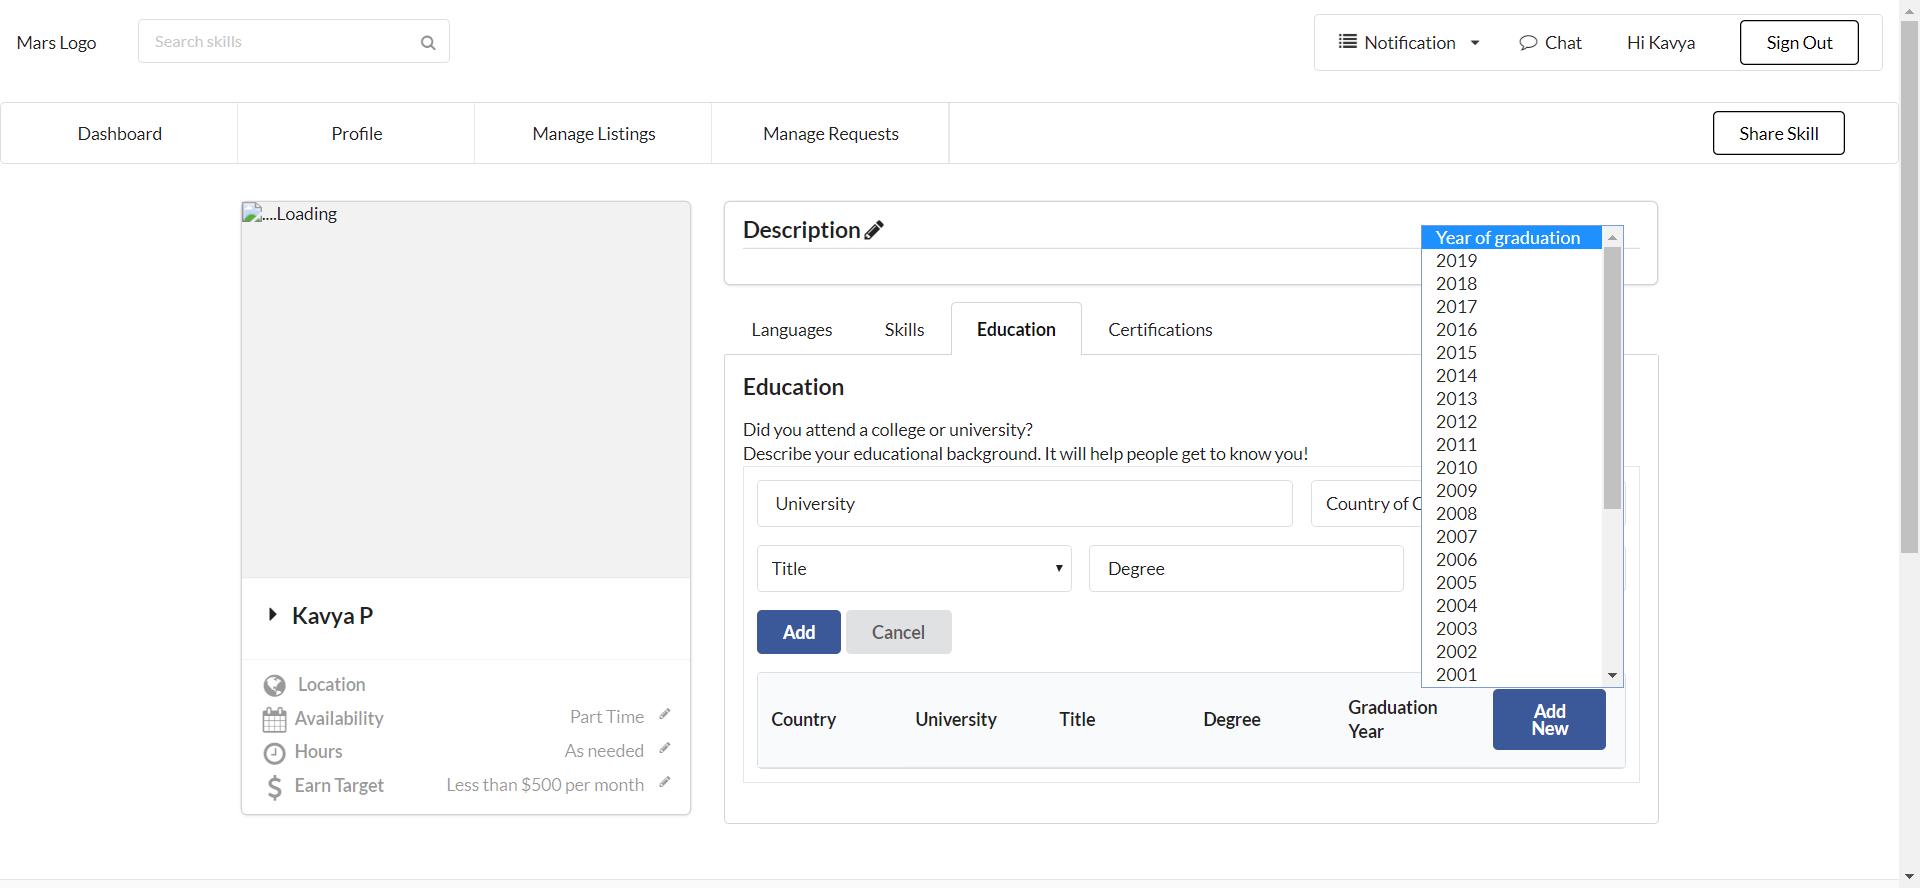 Mars Logo
Search skills
Notification
Chat
Hi Kavya
Sign Out
Dashboard
Profile
Manage Listings
Manage Requests
Share Skill
....Loading
Kavya P
Location
Availability
Part Time
Hours
As needed
Earn Target
Less than $500 per month
Description
Languages
Skills
Education
Certifications
Education
Did you attend a college or university?
Describe your educational background. It will help people get to know you!
University
Country of C
Title
Degree
Year of graduation
2019
2018
2017
2016
2015
2014
2013
2012
2011
2010
2009
2008
2007
2006
2005
2004
2003
2002
2001
Add
Cancel
Country
University
Title
Degree
Graduation
Year
Add
New